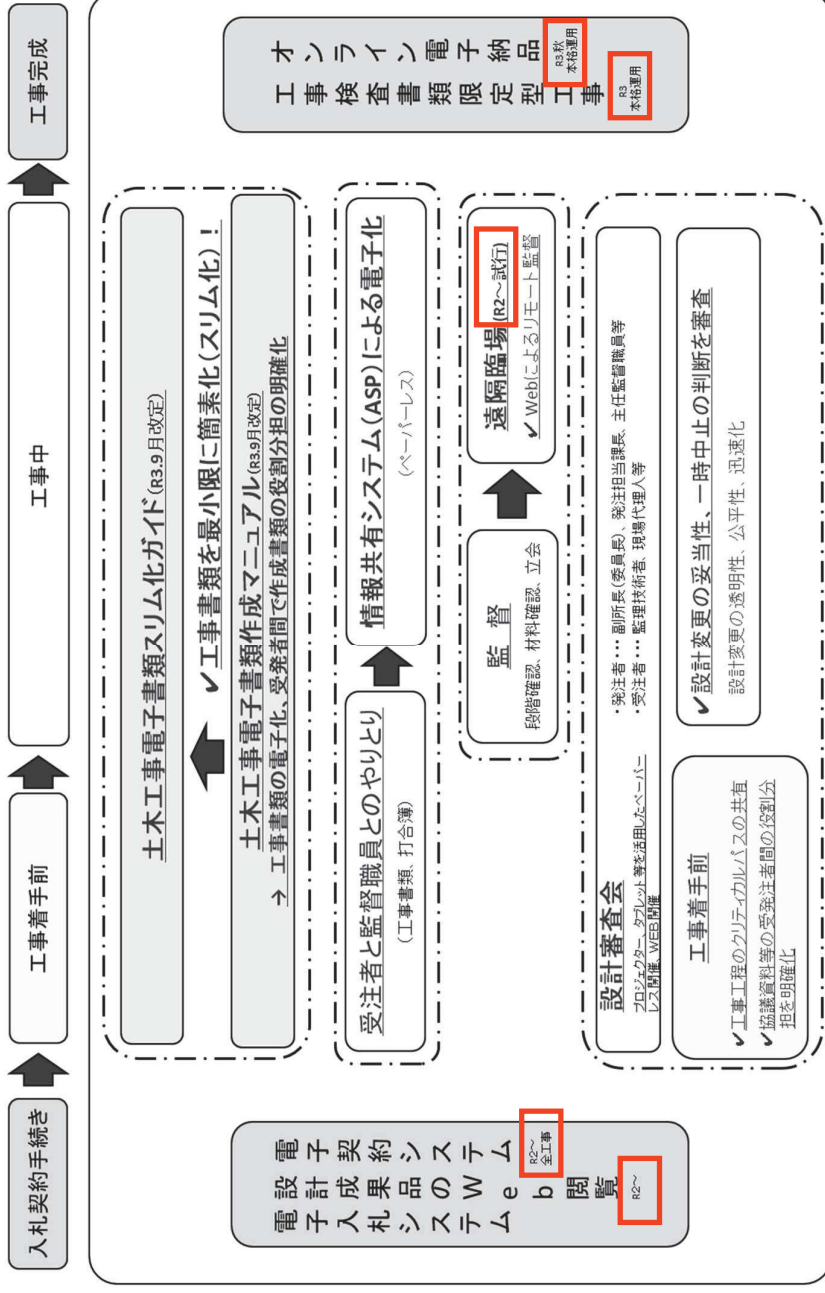 入札契約手続き
工事着手前
工事中
工事完成
電子契約システム
R2～
全工事
設計成果品のWeb閲覧
R2～
電子入札システム
土木工事電子書類スリム化ガイド(R3.9月改定)
✔工事書類を最小限に簡素化(スリム化)！
土木工事電子書類作成マニュアル(R3.9月改定)
→ 工事書類の電子化、受発者間で作成書類の役割分担の明確化
受注者と監督職員とのやりとり
(工事書類、打合簿)
情報共有システム(ASP)による電子化
(ペーパーレス)
監督
段階確認、材料確認、立会
遠隔臨場(R2～試行)
✔Webによるリモート監督
設計審査会
プロジェクター、タブレット等を活用したペーパー
レス開催、WEB開催
・発注者・・・副所長(委員長)、発注担当課長、主任監督職員等
・受注者・・・監理技術者、現場代理人等
工事着手前
✔工事工程のクリティカルパスの共有
✔協議資料等の受発注者間の役割分
担を明確化
✔設計変更の妥当性、一時中止の判断を審査
設計変更の透明性、公平性、迅速化
オンライン電子納品
R3.秋
本格運用
工事検査書類限定型工事
R3
本格運用